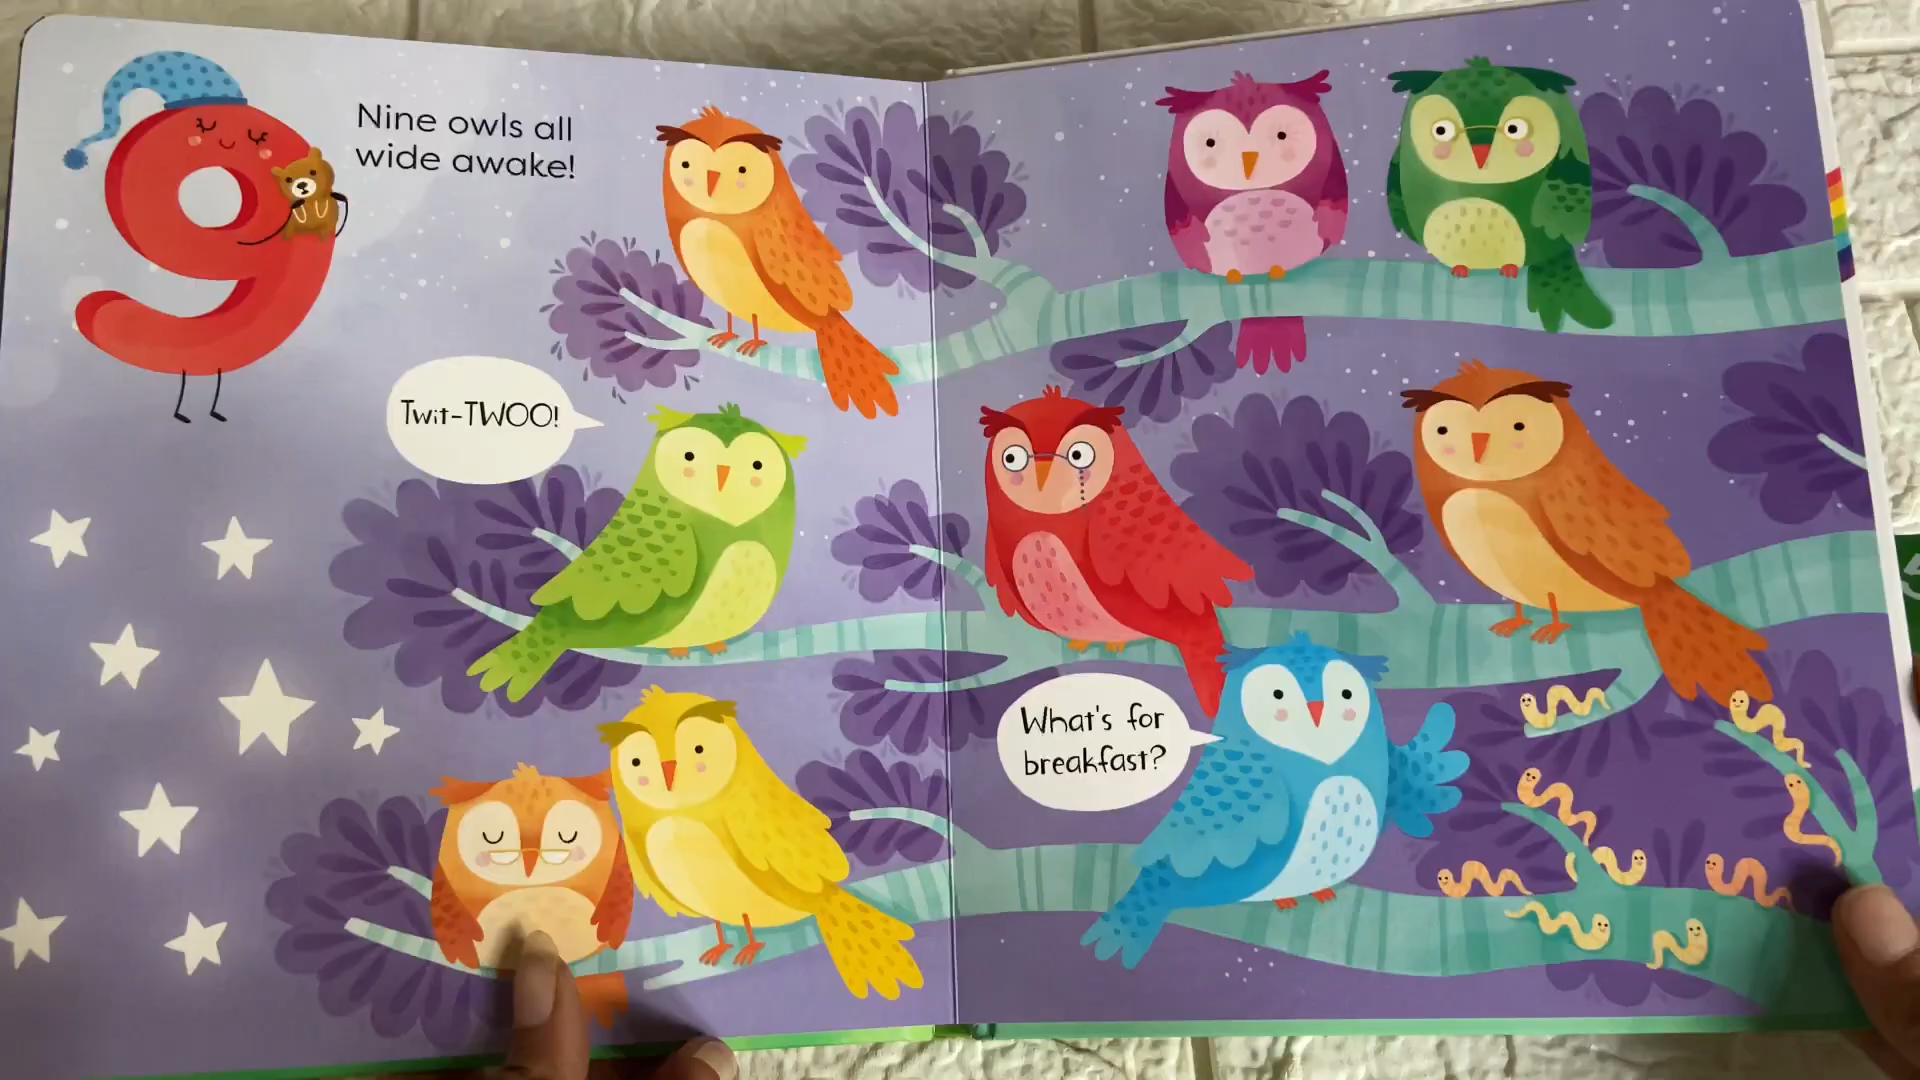 9
Nine owls all
wide awake!
Twit-TWOO!
What's for
breakfast?